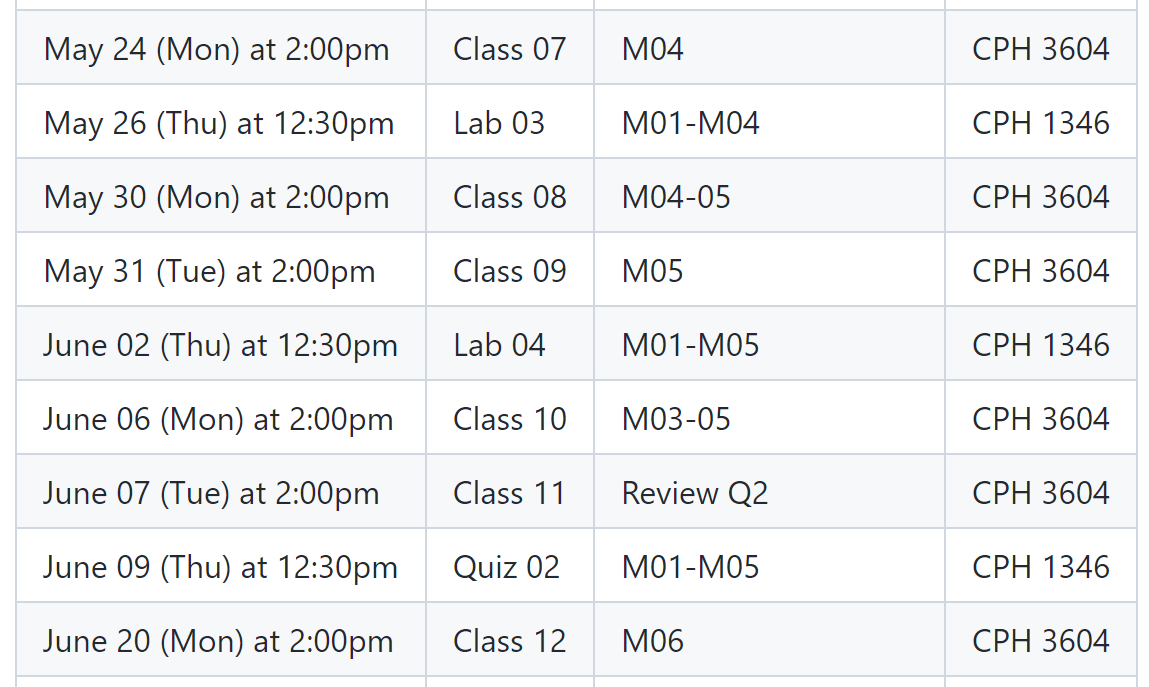 May 24 (Mon) at 2:00pm Class 07 M04 CPH 3604
May 26 (Thu) at 12:30pm Lab 03 M01-M04 CPH 1346
May 30 (Mon) at 2:00pm Class 08 M04-05 CPH 3604
May 31 (Tue) at 2:00pm Class 09 M05 CPH 3604
June 02 (Thu) at 12:30pm Lab 04 M01-M05 CPH 1346
June 06 (Mon) at 2:00pm Class 10 M03-05 CPH 3604
June 07 (Tue) at 2:00pm Class 11 Review Q2 CPH 3604
June 09 (Thu) at 12:30pm Quiz 02 M01-M05 CPH 1346
June 20 (Mon) at 2:00pm Class 12 M06 CPH 3604